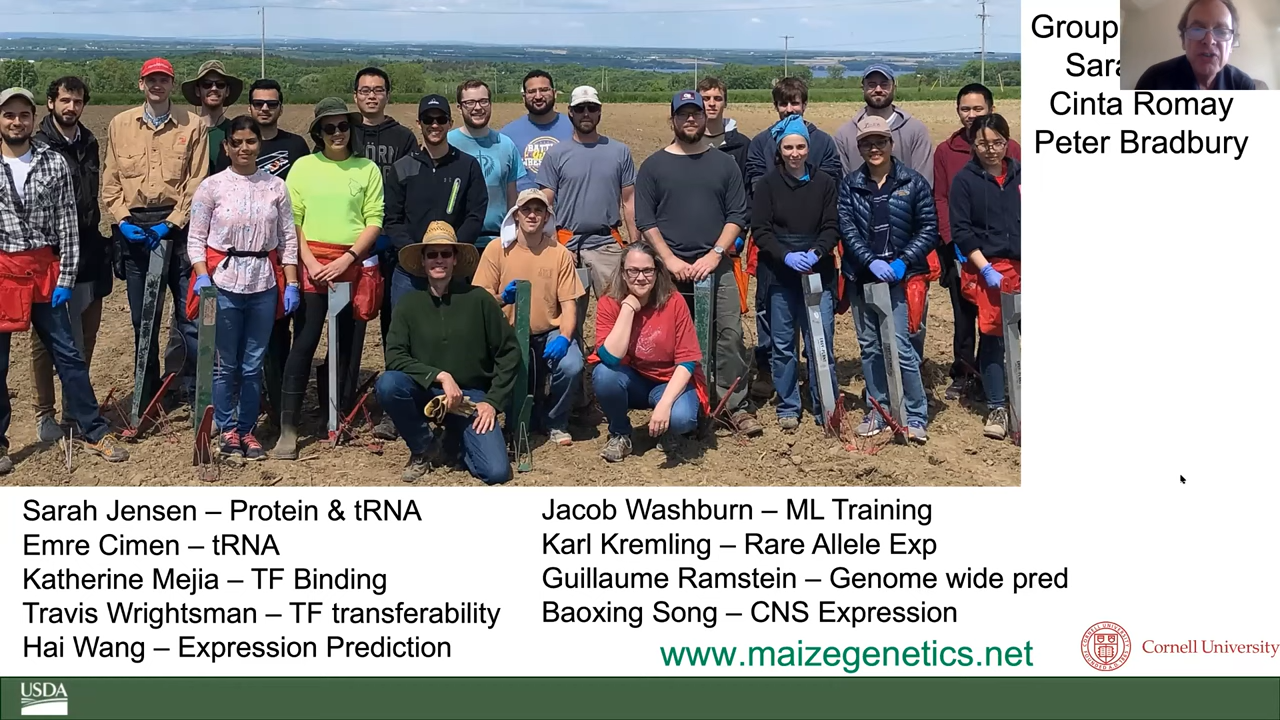 Group
Sara
Cinta Romay
Peter Bradbury
Sarah Jensen – Protein & tRNA
Emre Cimen – tRNA
Katherine Mejia – TF Binding
Travis Wrightsman – TF transferability
Hai Wang – Expression Prediction
Jacob Washburn – ML Training
Karl Kremling – Rare Allele Exp
Guillaume Ramstein – Genome wide pred
Baoxing Song – CNS Expression
www.maizegenetics.net
Cornell University
USDA